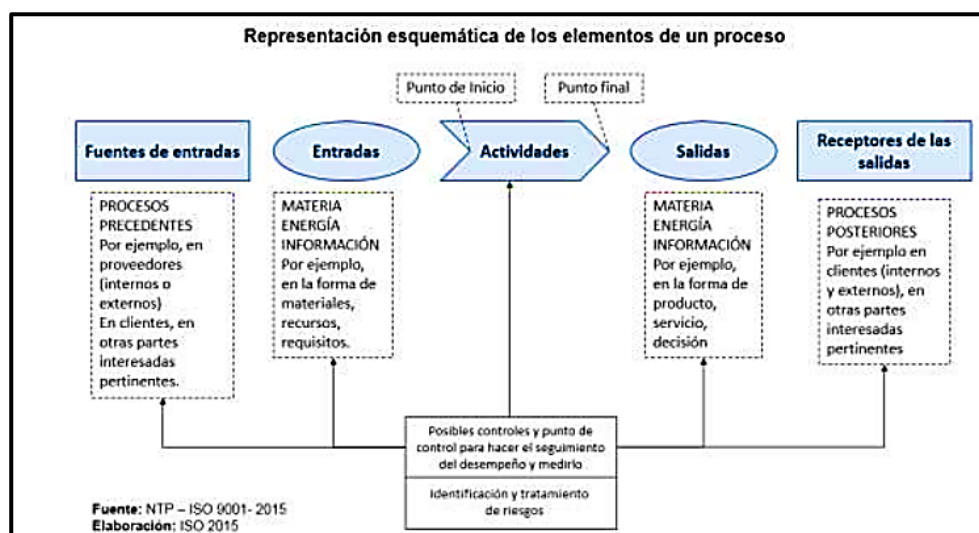 Representación esquemática de los elementos de un proceso
Punto de Inicio
Punto final
Fuentes de entradas
Entradas
Actividades
Salidas
Receptores de las
salidas
PROCESOS
PRECEDENTES
Por ejemplo, en
proveedores
(internos o
externos)
En clientes, en
otras partes
interesadas
pertinentes.
MATERIA
ENERGÍA
INFORMACIÓN
Por ejemplo,
en la forma de
materiales,
recursos,
requisitos.
MATERIA
ENERGÍA
INFORMACIÓN
Por ejemplo,
en la forma de
producto,
servicio,
decisión
PROCESOS
POSTERIORES
Por ejemplo en
clientes (internos
y externos), en
otras partes
interesadas
pertinentes
Posibles controles y punto de
control para hacer el seguimiento
del desempeño y medirlo
Identificación y tratamiento
de riesgos
Fuente: NTP – ISO 9001- 2015
Elaboración: ISO 2015